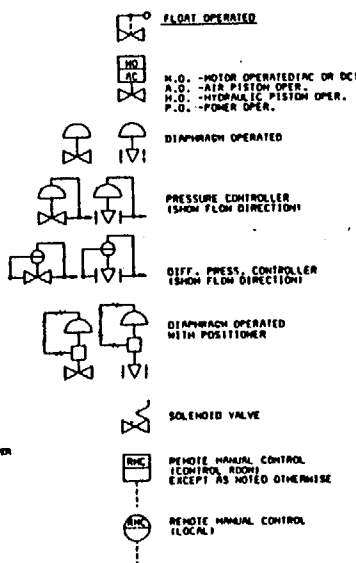 FLOAT OPERATED
MO
AC
M.O. -MOTOR OPERATED(AC OR DC)
A.O. -AIR PISTON OPER.
H.O. -HYDRAULIC PISTON OPER.
P.O. -POWER OPER.
DIAPHRAGM OPERATED
PRESSURE CONTROLLER
(SHOW FLOW DIRECTION)
DIFF. PRESS. CONTROLLER
(SHOW FLOW DIRECTION)
DIAPHRAGM OPERATED
WITH POSITIONER
SOLENOID VALVE
RMC
REMOTE MANUAL CONTROL
(CONTROL ROOM)
EXCEPT AS NOTED OTHERWISE
RMC
REMOTE MANUAL CONTROL
(LOCAL)